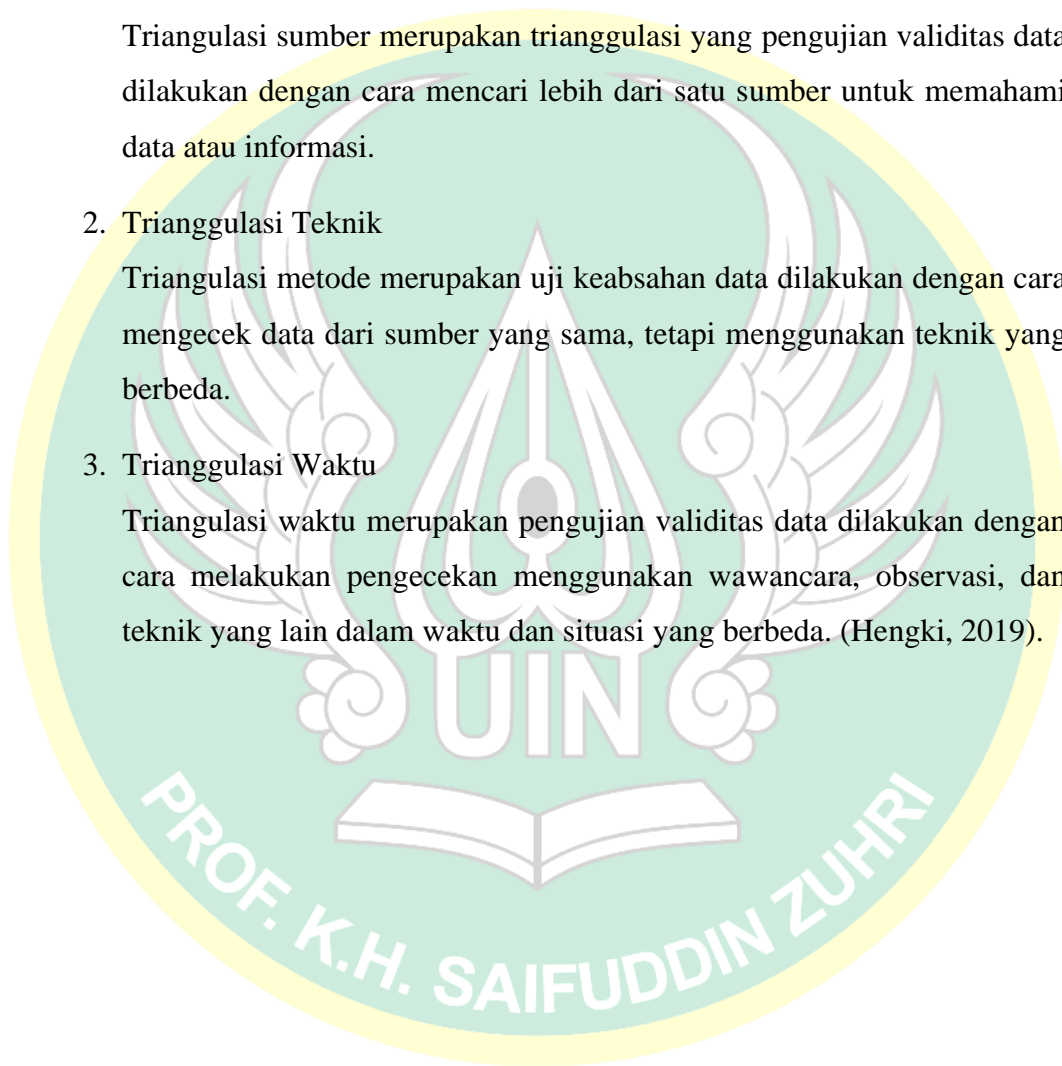 Triangulasi sumber merupakan trianggulasi yang pengujian validitas data
dilakukan dengan cara mencari lebih dari satu sumber untuk memahami
data atau informasi.
2. Trianggulasi Teknik
Triangulasi metode merupakan uji keabsahan data dilakukan dengan cara
mengecek data dari sumber yang sama, tetapi menggunakan teknik yang
berbeda.
3. Trianggulasi Waktu
Triangulasi waktu merupakan pengujian validitas data dilakukan dengan
cara melakukan pengecekan menggunakan wawancara, observasi, dan
teknik yang lain dalam waktu dan situasi yang berbeda. (Hengki, 2019).
UIN
PROF. K.H. SAIFUDDIN ZUHRI